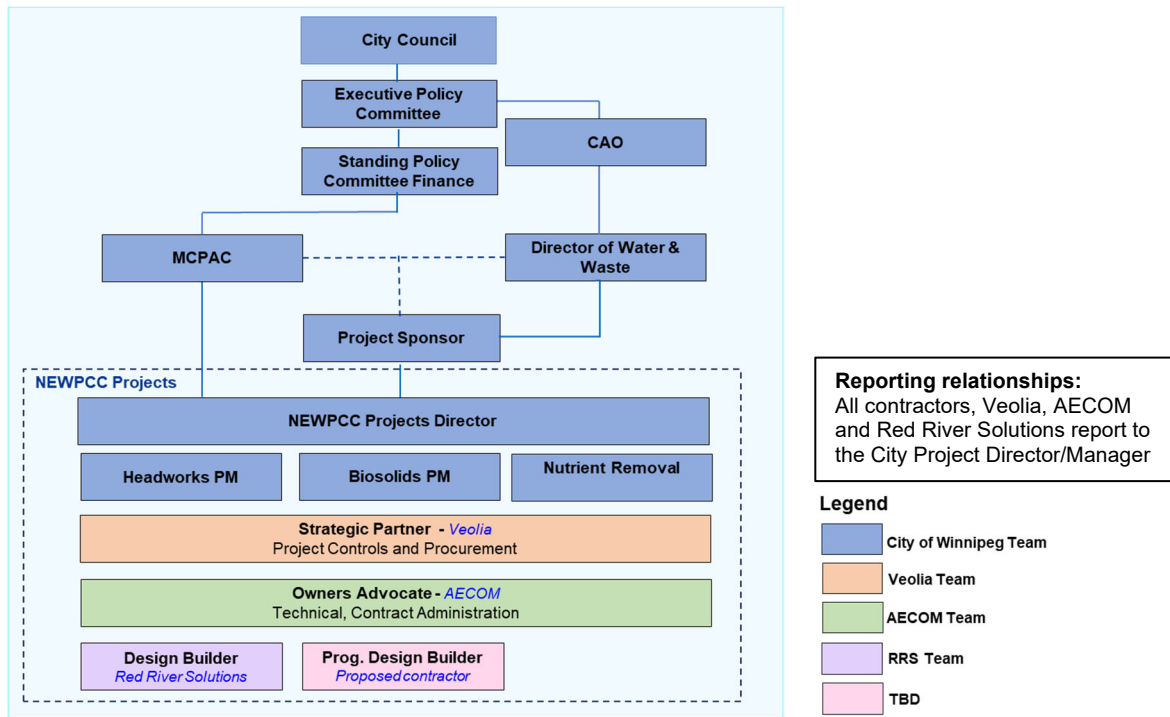 City Council
Executive Policy
Committee
CAO
Standing Policy
Committee Finance
MCPAC
Director of Water &
Waste
Project Sponsor
NEWPCC Projects
NEWPCC Projects Director
Headworks PM
Biosolids PM
Nutrient Removal
Strategic Partner - Veolia
Project Controls and Procurement
Owners Advocate - AECOM
Technical, Contract Administration
Design Builder
Red River Solutions
Prog. Design Builder
Proposed contractor
Reporting relationships:
All contractors, Veolia, AECOM
and Red River Solutions report to
the City Project Director/Manager
Legend
City of Winnipeg Team
Veolia Team
AECOM Team
RRS Team
TBD